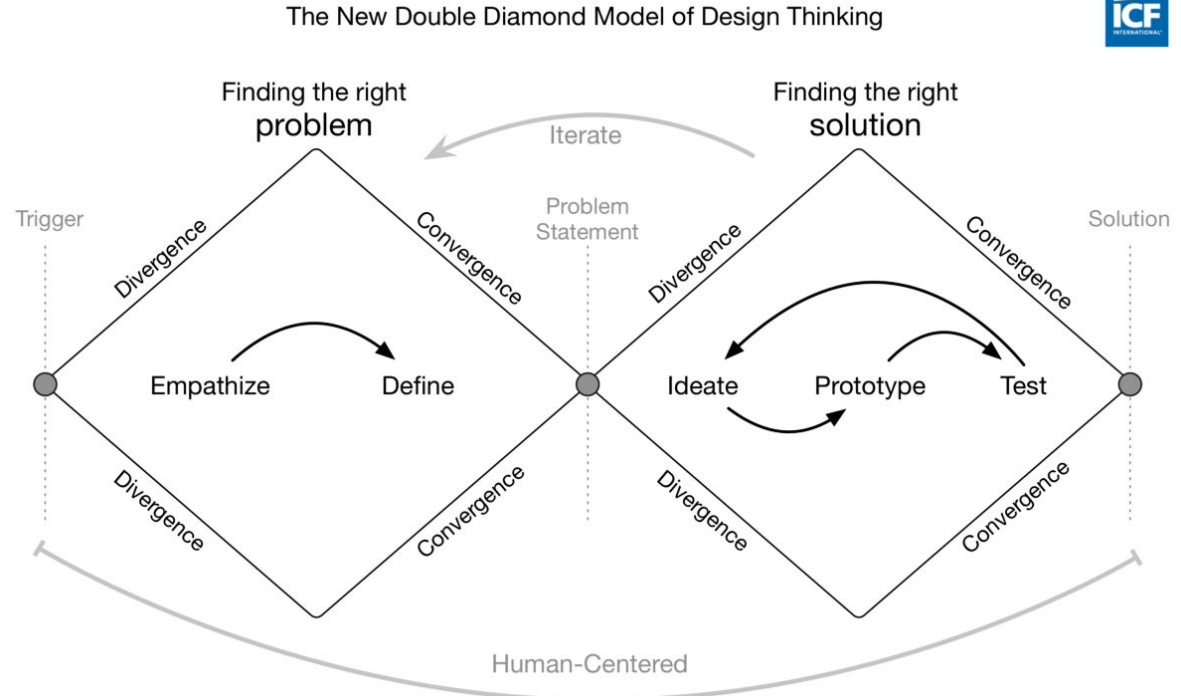 The New Double Diamond Model of Design Thinking
ICF
INTERNATIONAL
Finding the right
problem
Finding the right
solution
Iterate
Trigger
Problem
Statement
Solution
Divergence
Convergence
Divergence
Convergence
Empathize
Define
Ideate
Prototype
Test
Divergence
Convergence
Divergence
Convergence
Human-Centered